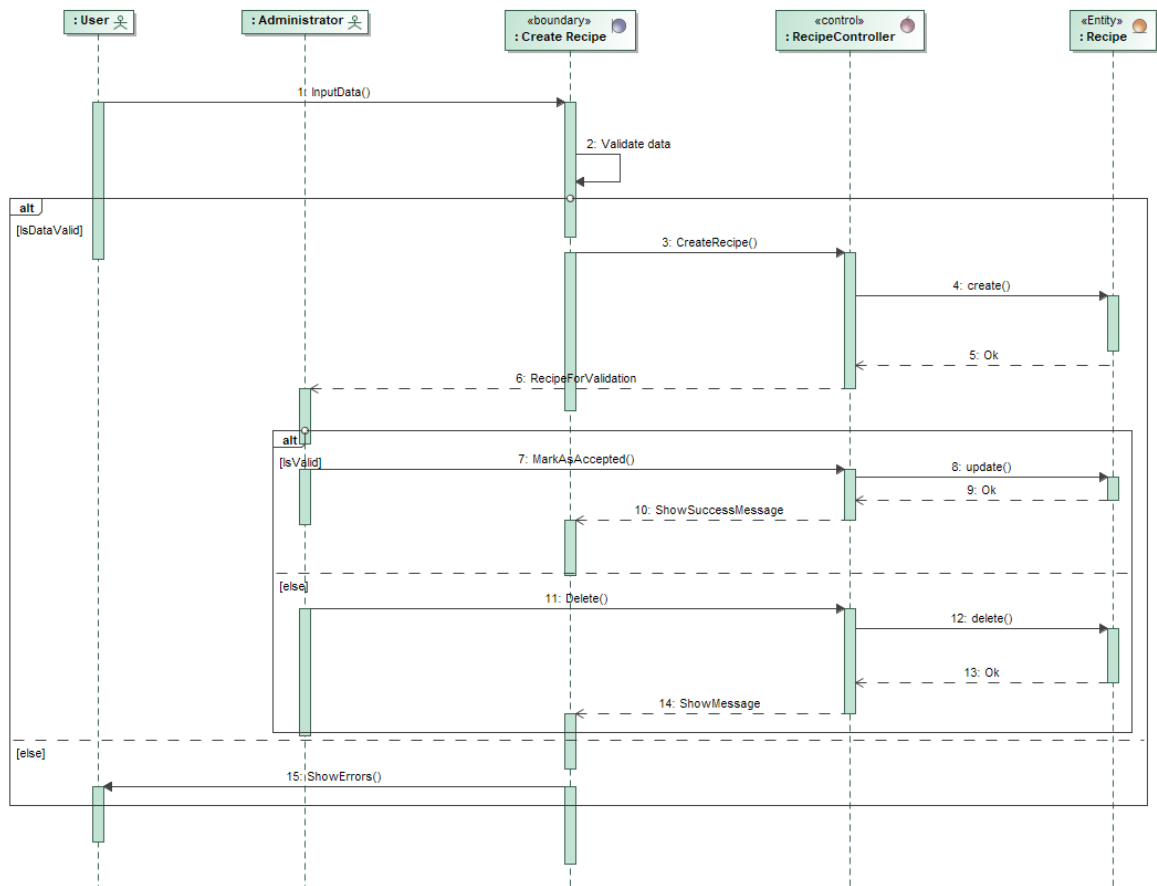 : User
: Administrator
«boundary»
: Create Recipe
«control»
: RecipeController
«Entity»
: Recipe
1: InputData()
2: Validate data
alt
[IsDataValid]
3: CreateRecipe()
4: create()
5: Ok
6: RecipeForValidation
alt
[IsValid]
7: MarkAsAccepted()
8: update()
9: Ok
10: ShowSuccessMessage
[else]
11: Delete()
12: delete()
13: Ok
14: ShowMessage
[else]
15: ShowErrors()